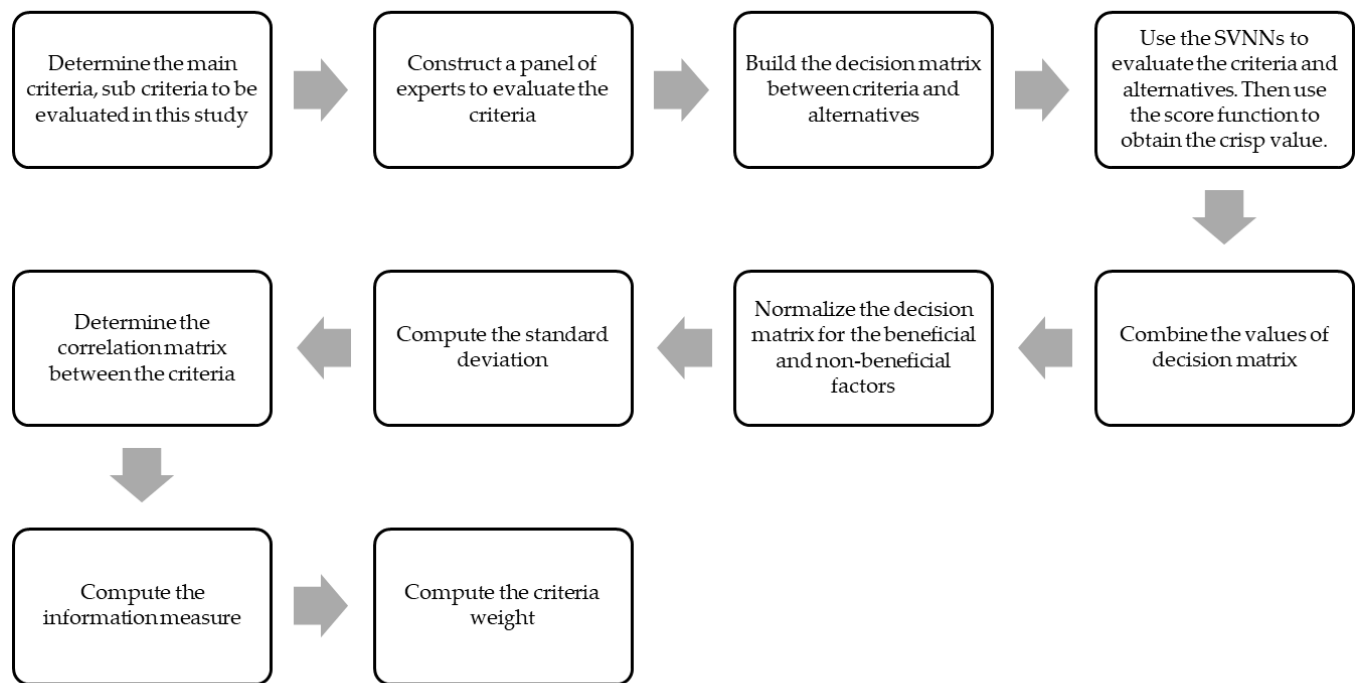 Determine the main
criteria, sub criteria to be
evaluated in this study
Construct a panel of
experts to evaluate the
criteria
Build the decision matrix
between criteria and
alternatives
Use the SVNNs to
evaluate the criteria and
alternatives. Then use
the score function to
obtain the crisp value.
Combine the values of
decision matrix
Normalize the decision
matrix for the beneficial
and non-beneficial
factors
Compute the standard
deviation
Determine the
correlation matrix
between the criteria
Compute the
information measure
Compute the criteria
weight